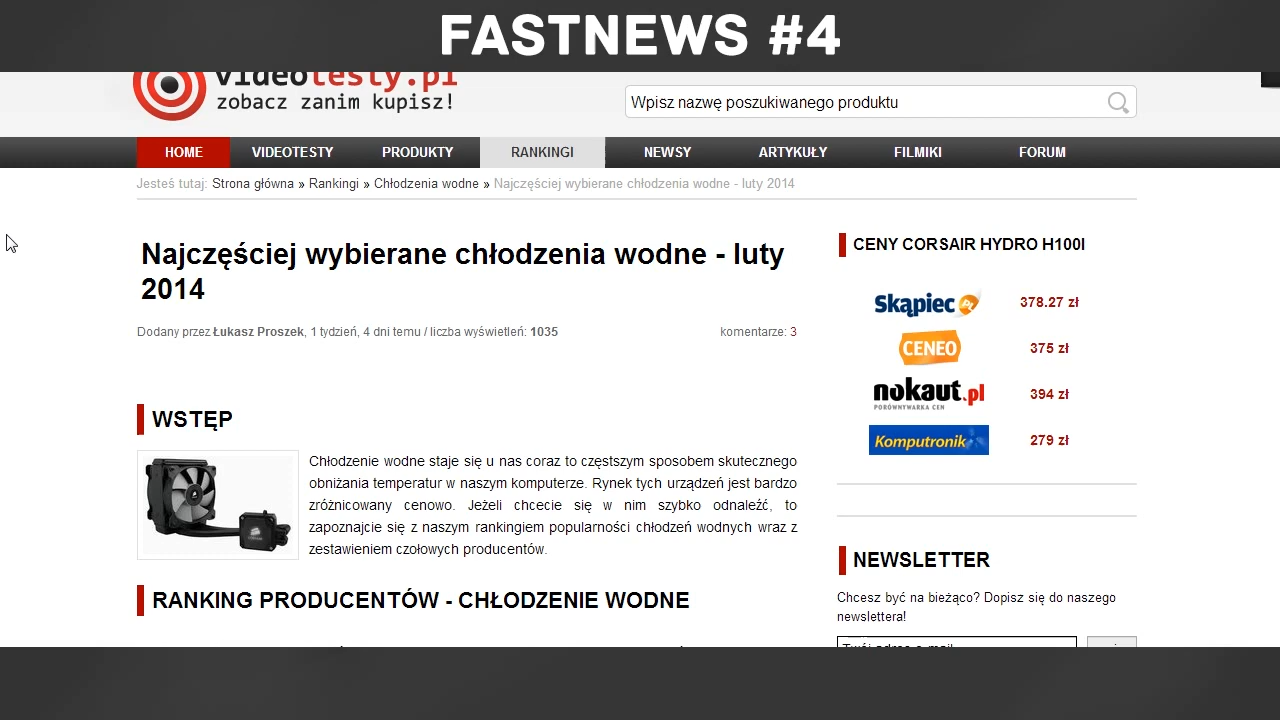 FASTNEWS #4
videotesty.pl
zobacz zanim kupisz!
Wpisz nazwę poszukiwanego produktu
HOME VIDEOTESTY PRODUKTY RANKINGI NEWSY ARTYKUŁY FILMIKI FORUM
Jesteś tutaj: Strona główna » Rankingi » Chłodzenia wodne » Najczęściej wybierane chłodzenia wodne - luty 2014
Najczęściej wybierane chłodzenia wodne - luty
2014
Dodany przez Łukasz Proszek, 1 tydzień, 4 dni temu / liczba wyświetleń: 1035
komentarze: 3
WSTĘP
Chłodzenie wodne staje się u nas coraz to częstszym sposobem skutecznego
obniżania temperatur w naszym komputerze. Rynek tych urządzeń jest bardzo
zróżnicowany cenowo. Jeżeli chcecie się w nim szybko odnaleźć, to
zapoznajcie się z naszym rankingiem popularności chłodzeń wodnych wraz z
zestawieniem czołowych producentów.
RANKING PRODUCENTÓW - CHŁODZENIE WODNE
CENY CORSAIR HYDRO H100I
Skąpiec pl 378.27 zł
CENEO 375 zł
nokaut.pl 394 zł
PORÓWNYWARKA CEN
Komputronik 279 zł
NEWSLETTER
Chcesz być na bieżąco? Dopisz się do naszego
newslettera!
Twój adres e-mail